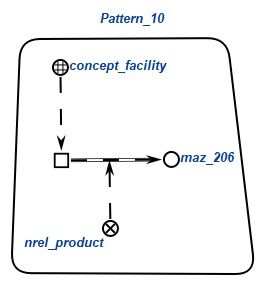 Pattern_10
concept_facility
maz_206
nrel_product